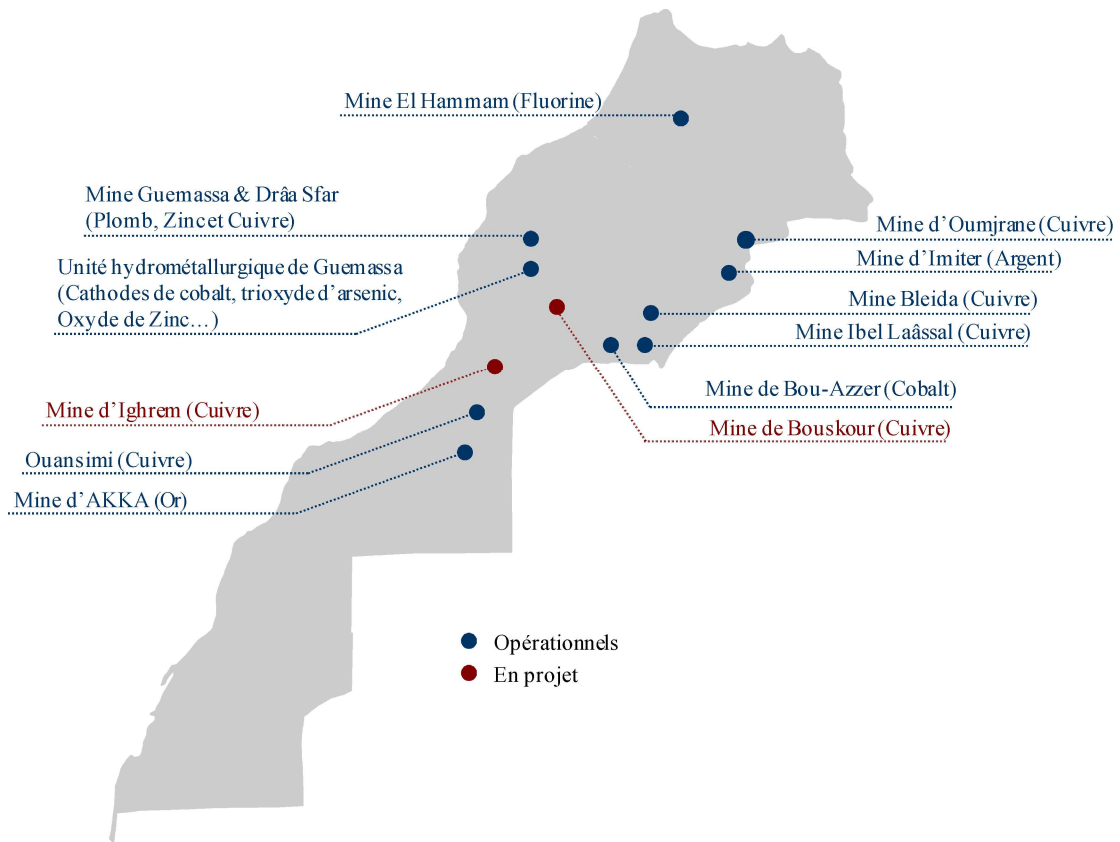 Mine El Hammam (Fluorine)
Mine Guemassa & Drâa Sfar
(Plomb, Zincet Cuivre)
Unité hydrométallurgique de Guemassa
(Cathodes de cobalt, trioxyde d’arsenic,
Oxyde de Zinc…)
Mine d’Ighrem (Cuivre)
Ouansimi (Cuivre)
Mine d’AKKA (Or)
Mine d’Oumjrane (Cuivre)
Mine d’Imiter (Argent)
Mine Bleida (Cuivre)
Mine Ibel Laâssal (Cuivre)
Mine de Bou-Azzer (Cobalt)
Mine de Bouskour (Cuivre)
Opérationnels
En projet